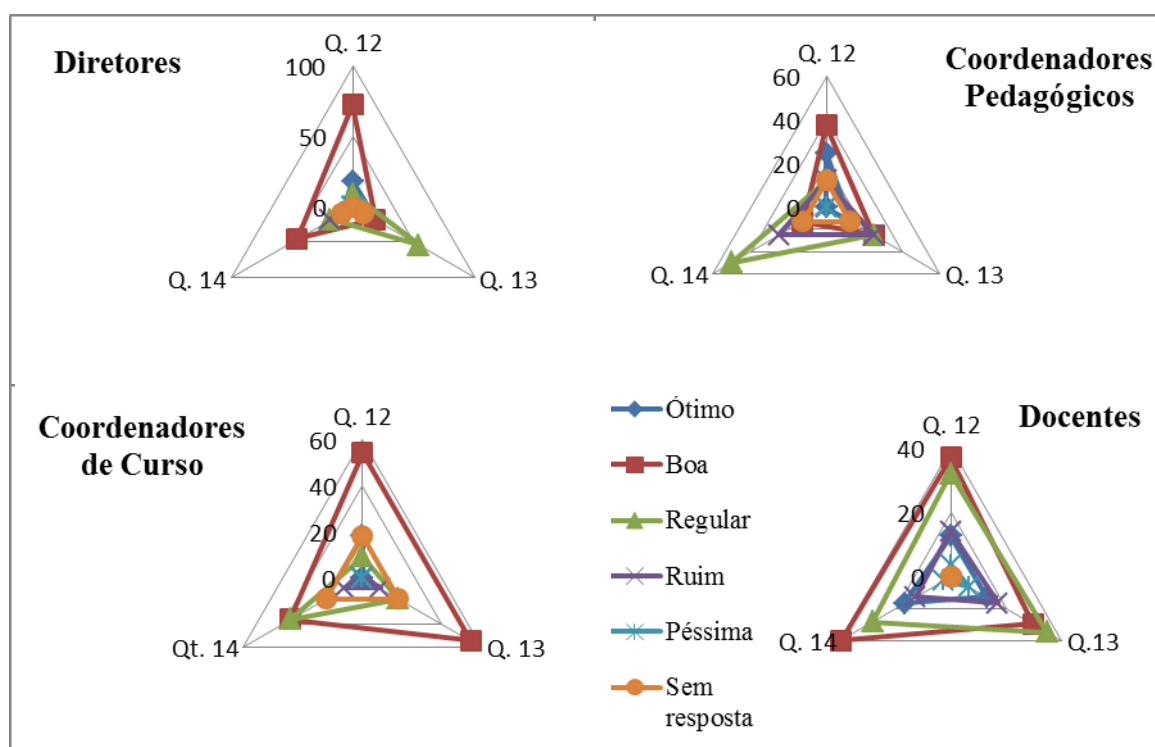 Diretores
Q. 12
100
50
0
Q. 14
Q. 13
Coordenadores
Pedagógicos
Q. 12
60
40
20
0
Q. 14
Q. 13
Coordenadores
de Curso
Q. 12
60
40
20
0
Qt. 14
Q. 13
Ótimo
Boa
Regular
Ruim
Péssima
Sem
resposta
Docentes
Q. 12
40
20
0
Q. 14
Q.13